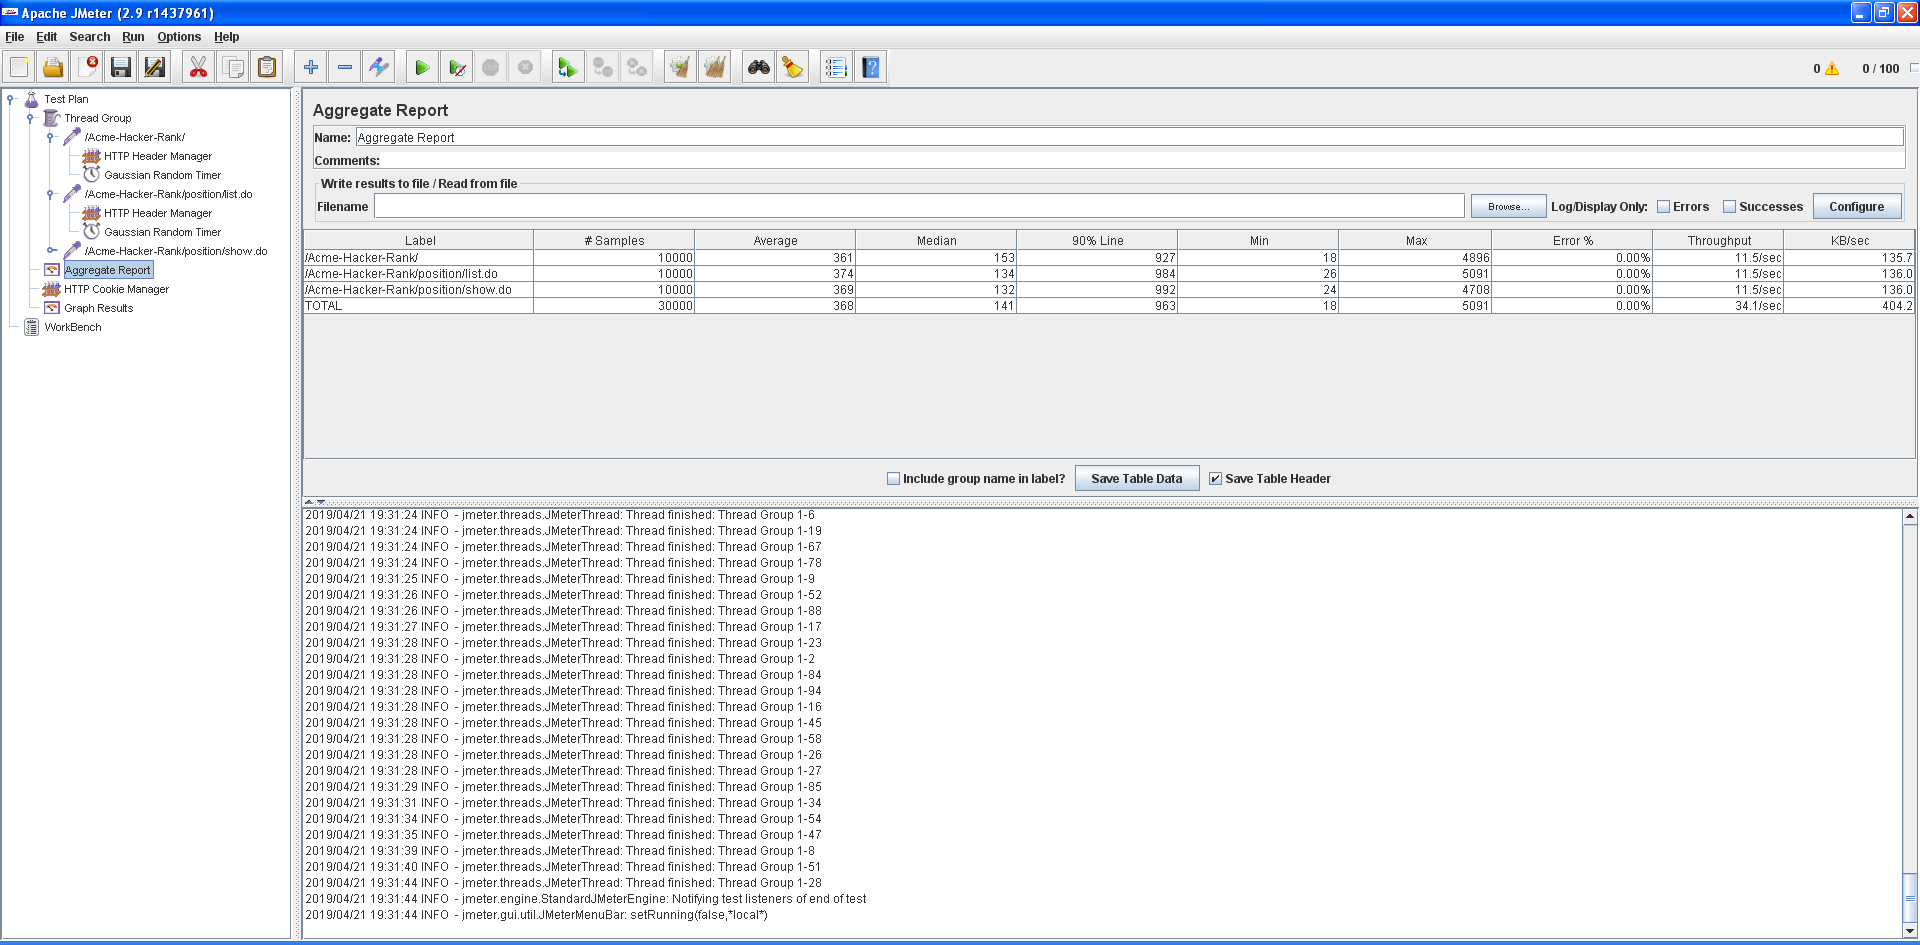 Apache JMeter (2.9 r1437961)
File Edit Search Run Options Help
0 0 / 100
Test Plan
Thread Group
/Acme-Hacker-Rank/
HTTP Header Manager
Gaussian Random Timer
/Acme-Hacker-Rank/position/list.do
HTTP Header Manager
Gaussian Random Timer
/Acme-Hacker-Rank/position/show.do
Aggregate Report
HTTP Cookie Manager
Graph Results
WorkBench
Aggregate Report
Name: Aggregate Report
Comments:
Write results to file / Read from file
Filename Browse... Log/Display Only: Errors Successes Configure
Label # Samples Average Median 90% Line Min Max Error % Throughput KB/sec
/Acme-Hacker-Rank/ 10000 361 153 927 18 4896 0.00% 11.5/sec 135.7
/Acme-Hacker-Rank/position/list.do 10000 374 134 984 26 5091 0.00% 11.5/sec 136.0
/Acme-Hacker-Rank/position/show.do 10000 369 132 992 24 4708 0.00% 11.5/sec 136.0
TOTAL 30000 368 141 963 18 5091 0.00% 34.1/sec 404.2
Include group name in label? Save Table Data Save Table Header
2019/04/21 19:31:24 INFO - jmeter.threads.JMeterThread: Thread finished: Thread Group 1-6
2019/04/21 19:31:24 INFO - jmeter.threads.JMeterThread: Thread finished: Thread Group 1-19
2019/04/21 19:31:24 INFO - jmeter.threads.JMeterThread: Thread finished: Thread Group 1-67
2019/04/21 19:31:24 INFO - jmeter.threads.JMeterThread: Thread finished: Thread Group 1-78
2019/04/21 19:31:25 INFO - jmeter.threads.JMeterThread: Thread finished: Thread Group 1-9
2019/04/21 19:31:26 INFO - jmeter.threads.JMeterThread: Thread finished: Thread Group 1-52
2019/04/21 19:31:26 INFO - jmeter.threads.JMeterThread: Thread finished: Thread Group 1-88
2019/04/21 19:31:27 INFO - jmeter.threads.JMeterThread: Thread finished: Thread Group 1-17
2019/04/21 19:31:28 INFO - jmeter.threads.JMeterThread: Thread finished: Thread Group 1-23
2019/04/21 19:31:28 INFO - jmeter.threads.JMeterThread: Thread finished: Thread Group 1-2
2019/04/21 19:31:28 INFO - jmeter.threads.JMeterThread: Thread finished: Thread Group 1-84
2019/04/21 19:31:28 INFO - jmeter.threads.JMeterThread: Thread finished: Thread Group 1-94
2019/04/21 19:31:28 INFO - jmeter.threads.JMeterThread: Thread finished: Thread Group 1-16
2019/04/21 19:31:28 INFO - jmeter.threads.JMeterThread: Thread finished: Thread Group 1-45
2019/04/21 19:31:28 INFO - jmeter.threads.JMeterThread: Thread finished: Thread Group 1-58
2019/04/21 19:31:28 INFO - jmeter.threads.JMeterThread: Thread finished: Thread Group 1-26
2019/04/21 19:31:28 INFO - jmeter.threads.JMeterThread: Thread finished: Thread Group 1-27
2019/04/21 19:31:29 INFO - jmeter.threads.JMeterThread: Thread finished: Thread Group 1-85
2019/04/21 19:31:31 INFO - jmeter.threads.JMeterThread: Thread finished: Thread Group 1-34
2019/04/21 19:31:34 INFO - jmeter.threads.JMeterThread: Thread finished: Thread Group 1-54
2019/04/21 19:31:35 INFO - jmeter.threads.JMeterThread: Thread finished: Thread Group 1-47
2019/04/21 19:31:39 INFO - jmeter.threads.JMeterThread: Thread finished: Thread Group 1-8
2019/04/21 19:31:40 INFO - jmeter.threads.JMeterThread: Thread finished: Thread Group 1-51
2019/04/21 19:31:44 INFO - jmeter.threads.JMeterThread: Thread finished: Thread Group 1-28
2019/04/21 19:31:44 INFO - jmeter.engine.StandardJMeterEngine: Notifying test listeners of end of test
2019/04/21 19:31:44 INFO - jmeter.gui.util.JMeterMenuBar: setRunning(false,*local*)